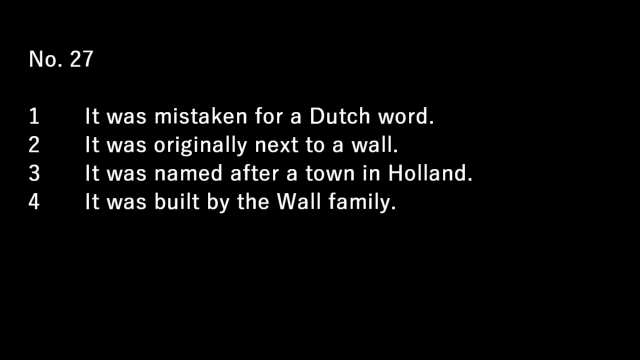 No. 27
1 It was mistaken for a Dutch word.
2 It was originally next to a wall.
3 It was named after a town in Holland.
4 It was built by the Wall family.